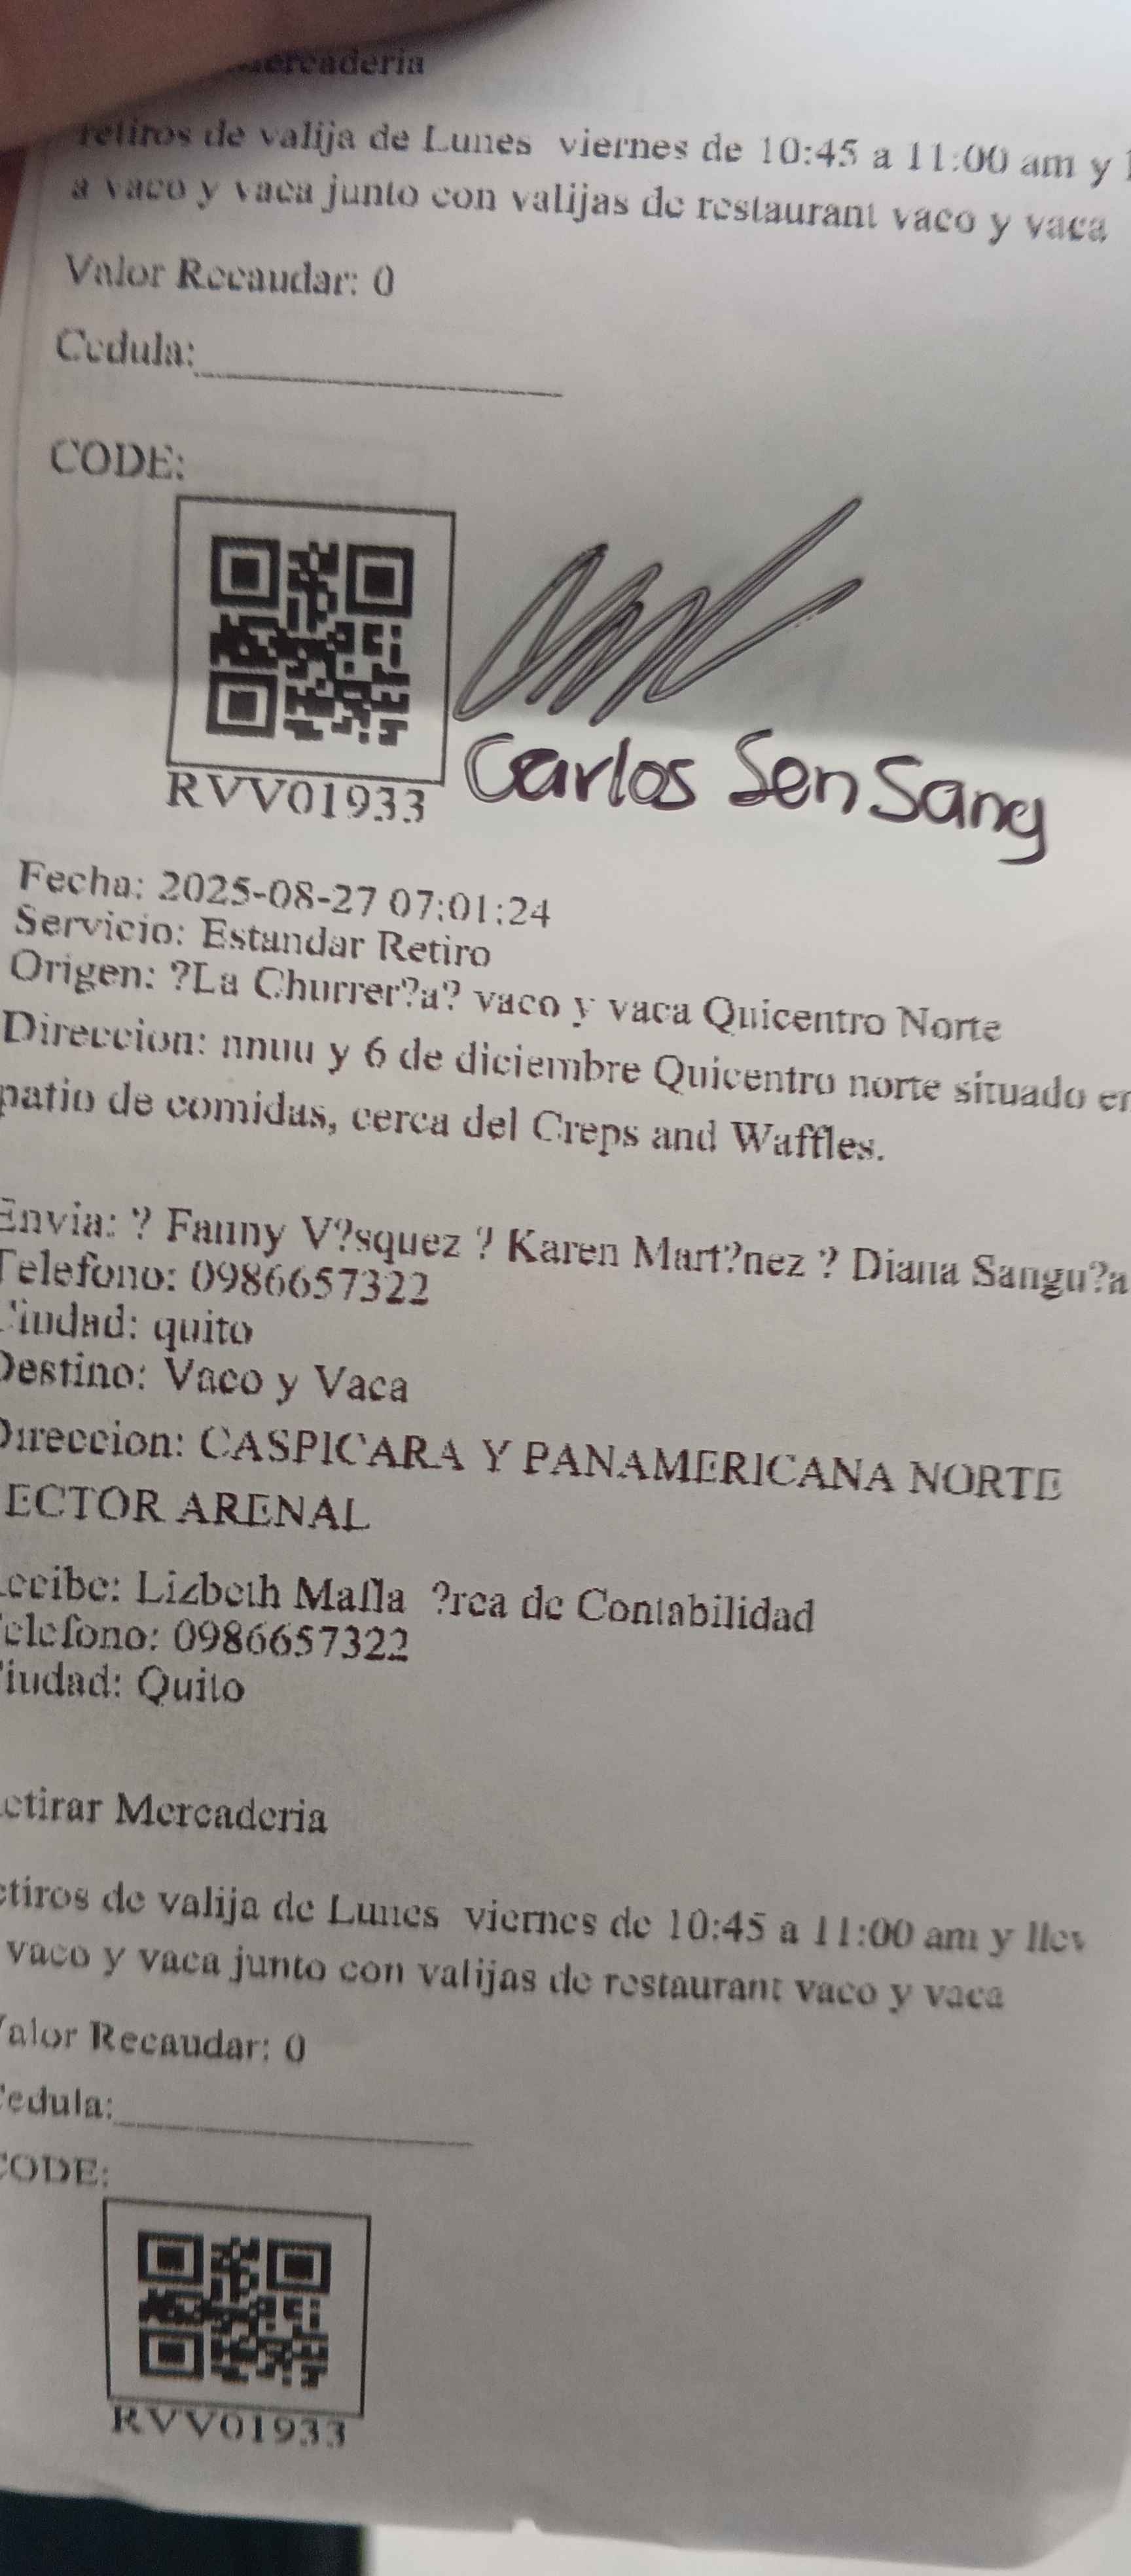 Mercaderia
retiros de valija de Lunes viernes de 10:45 a 11:00 am y
a vaco y vaca junto con valijas de restaurant vaco y vaca
Valor Recaudar: 0
Cedula:
CODE:
RVV01933
Carlos Sen Sang
Fecha: 2025-08-27 07:01:24
Servicio: Estandar Retiro
Origen: ?La Churrer?a? vaco y vaca Quicentro Norte
Direccion: nnuu y 6 de diciembre Quicentro norte situado en
patio de comidas, cerca del Creps and Waffles.
Envia: ? Fanny V?squez ? Karen Mart?nez ? Diana Sangu?a
Telefono: 0986657322
Ciudad: quito
Destino: Vaco y Vaca
Direccion: CASPICARA Y PANAMERICANA NORTE
ECTOR ARENAL
Recibe: Lizbeth Malla ?rea de Contabilidad
Telefono: 0986657322
Ciudad: Quito
etirar Mercaderia
etiros de valija de Lunes viernes de 10:45 a 11:00 am y llev
vaco y vaca junto con valijas de restaurant vaco y vaca
Valor Recaudar: 0
Cedula:
CODE:
RVV01933